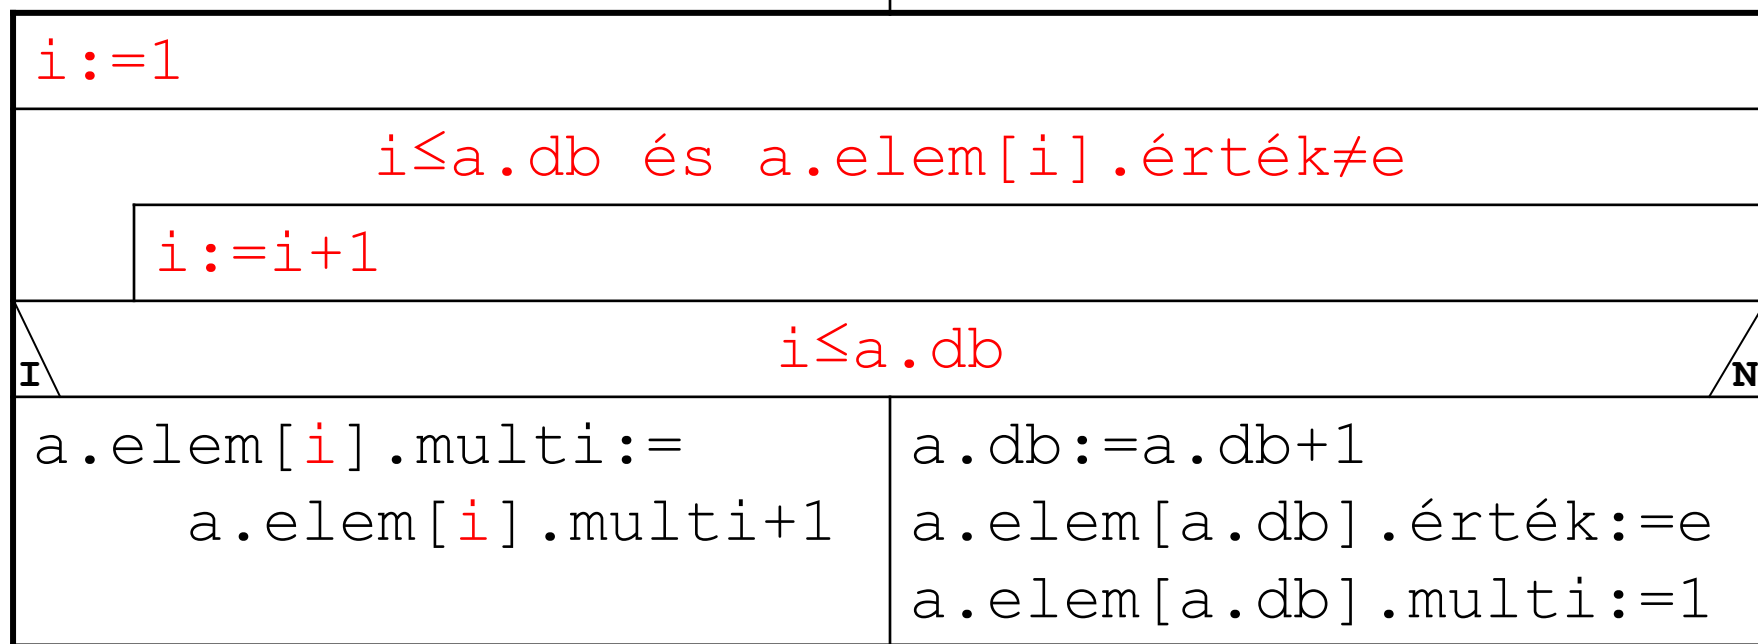 i:=1
i≤a.db és a.elem[i].érték≠e
i:=i+1
i≤a.db
I
N
a.elem[i].multi:=
a.elem[i].multi+1
a.db:=a.db+1
a.elem[a.db].érték:=e
a.elem[a.db].multi:=1